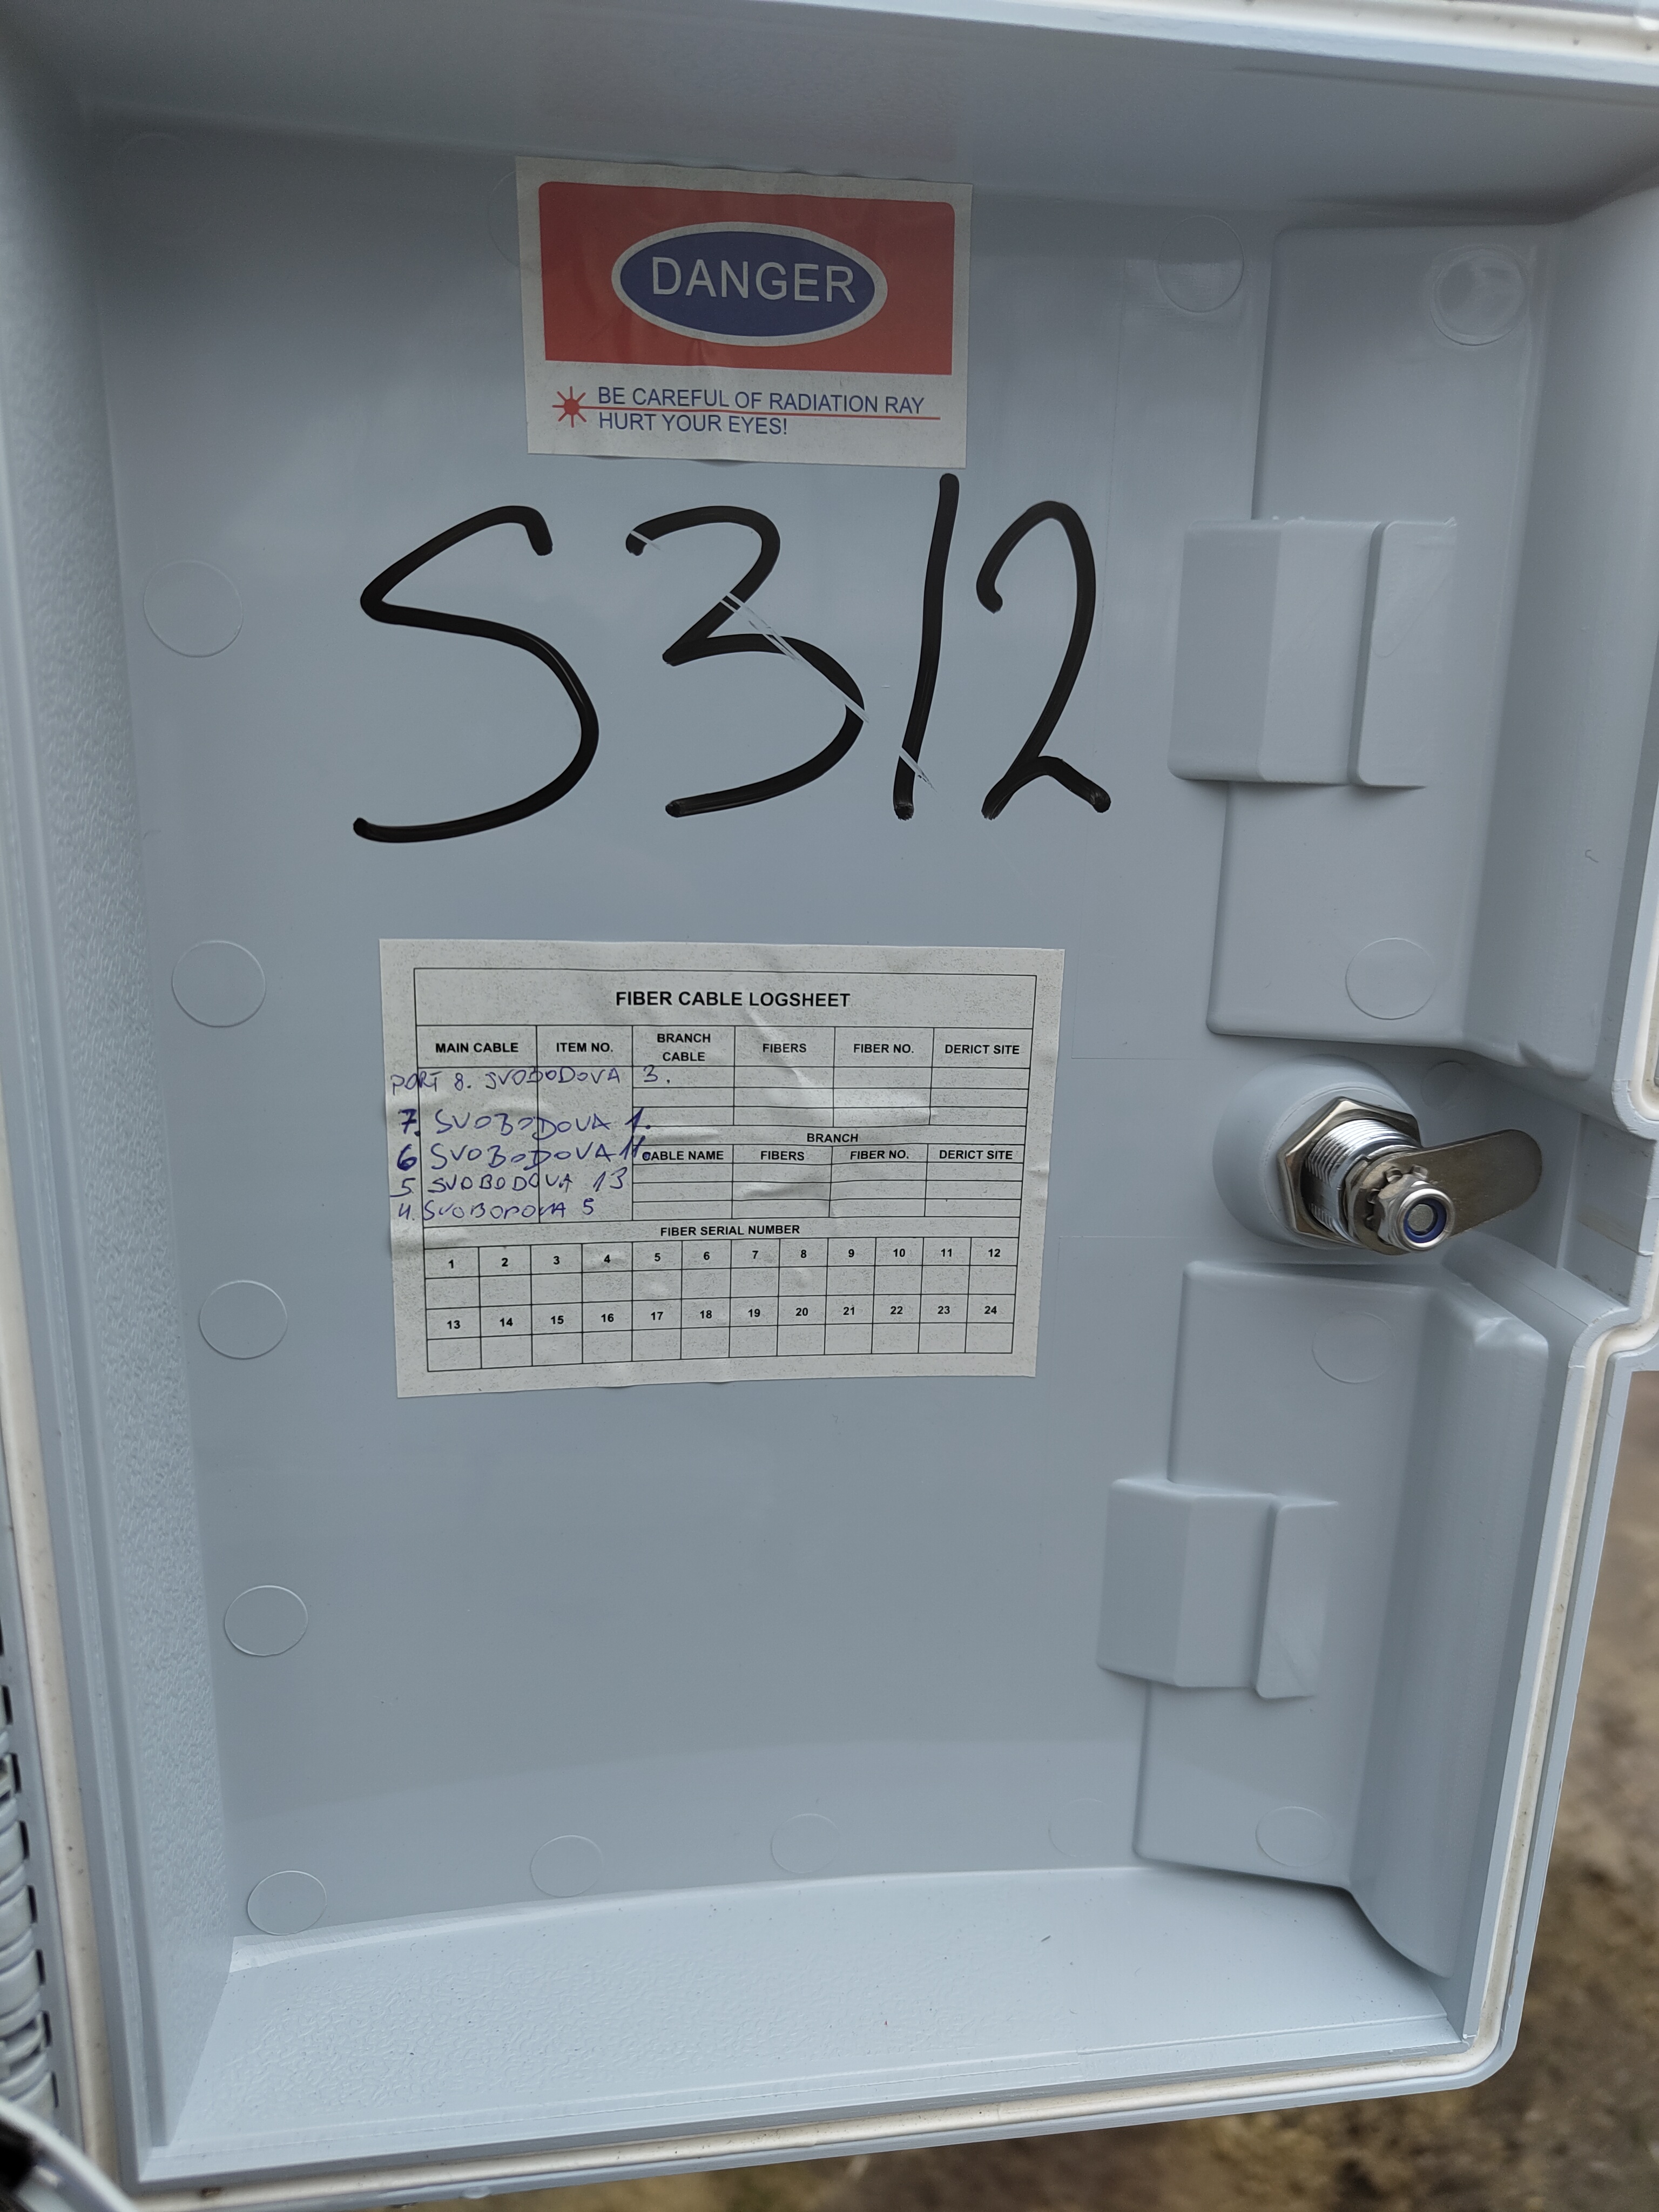 DANGER
BE CAREFUL OF RADIATION RAY
HURT YOUR EYES!
S312
FIBER CABLE LOGSHEET
MAIN CABLE ITEM NO. BRANCH CABLE FIBERS FIBER NO. DERICT SITE
PORT 8. SVOBODOVA 3.
7. SVOBODOVA 1.
6 SVOBODOVA 11.
5. SVOBODOVA 13
4. SVOBODOVA 5
BRANCH
CABLE NAME FIBERS FIBER NO. DERICT SITE
FIBER SERIAL NUMBER
1 2 3 4 5 6 7 8 9 10 11 12
13 14 15 16 17 18 19 20 21 22 23 24